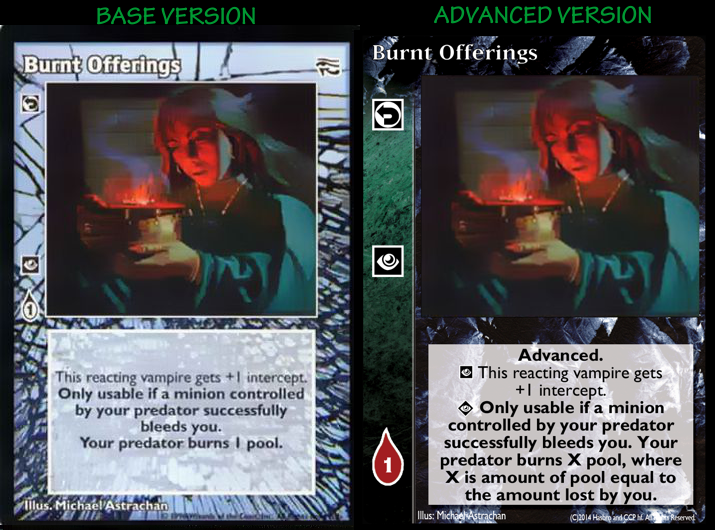 BASE VERSION
Burnt Offerings
1
This reacting vampire gets +1 intercept.
Only usable if a minion controlled
by your predator successfully
bleeds you.
Your predator burns 1 pool.
Illus. Michael Astrachan
ADVANCED VERSION
Burnt Offerings
Advanced.
This reacting vampire gets
+1 intercept.
Only usable if a minion
controlled by your predator
successfully bleeds you. Your
predator burns X pool, where
X is amount of pool equal to
the amount lost by you.
1
Illus: Michael Astrachan